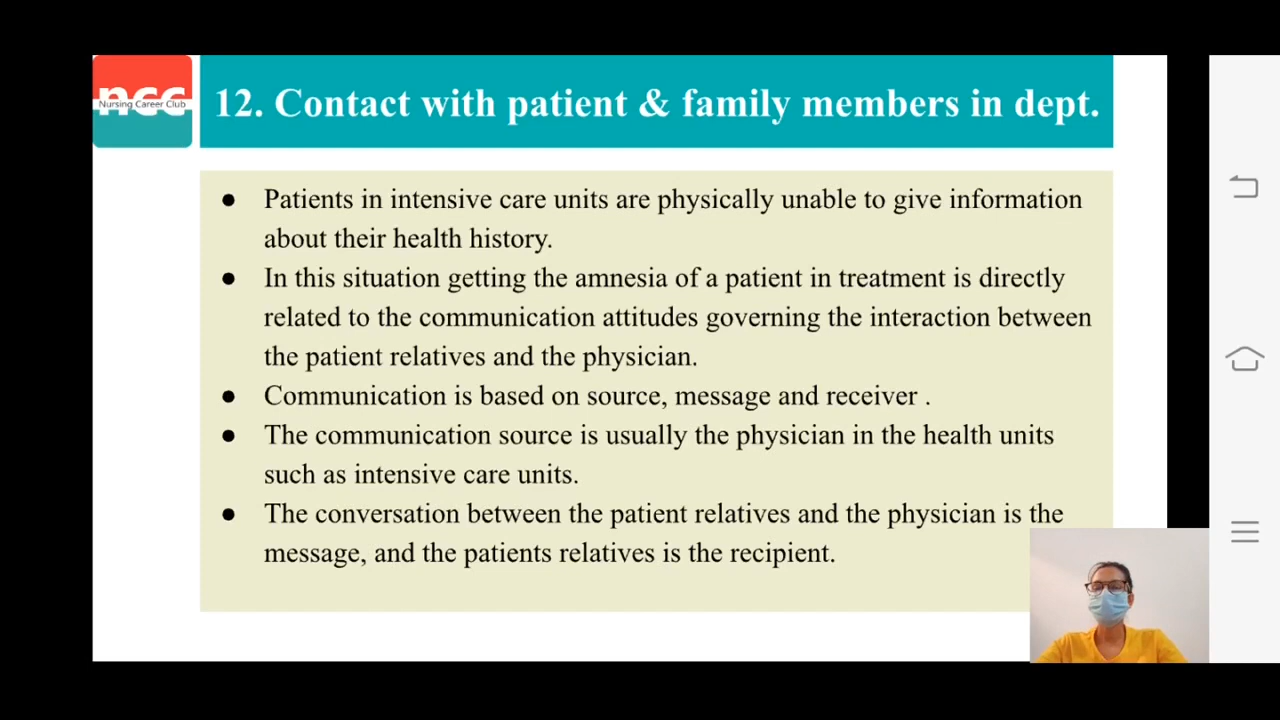 ncc
Nursing Career Club
12. Contact with patient & family members in dept.
● Patients in intensive care units are physically unable to give information
about their health history.
● In this situation getting the amnesia of a patient in treatment is directly
related to the communication attitudes governing the interaction between
the patient relatives and the physician.
● Communication is based on source, message and receiver .
● The communication source is usually the physician in the health units
such as intensive care units.
● The conversation between the patient relatives and the physician is the
message, and the patients relatives is the recipient.